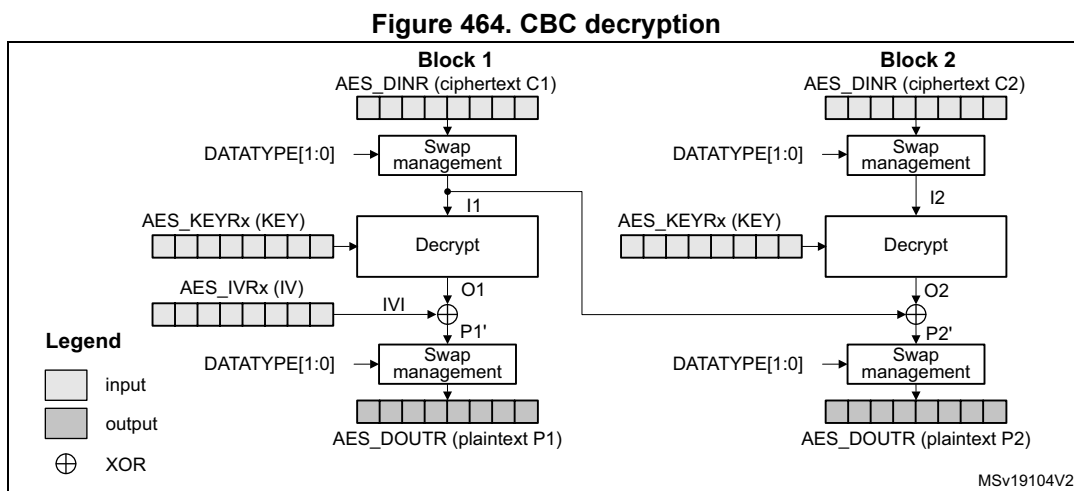 Figure 464. CBC decryption
Block 1
Block 2
AES_DINR (ciphertext C1)
AES_DINR (ciphertext C2)
DATATYPE[1:0]
Swap
management
DATATYPE[1:0]
Swap
management
I1
I2
AES_KEYRx (KEY)
Decrypt
AES_KEYRx (KEY)
Decrypt
O1
O2
AES_IVRx (IV)
IVI
P1'
P2'
Legend
DATATYPE[1:0]
Swap
management
DATATYPE[1:0]
Swap
management
input
output
AES_DOUTR (plaintext P1)
AES_DOUTR (plaintext P2)
XOR
MSv19104V2